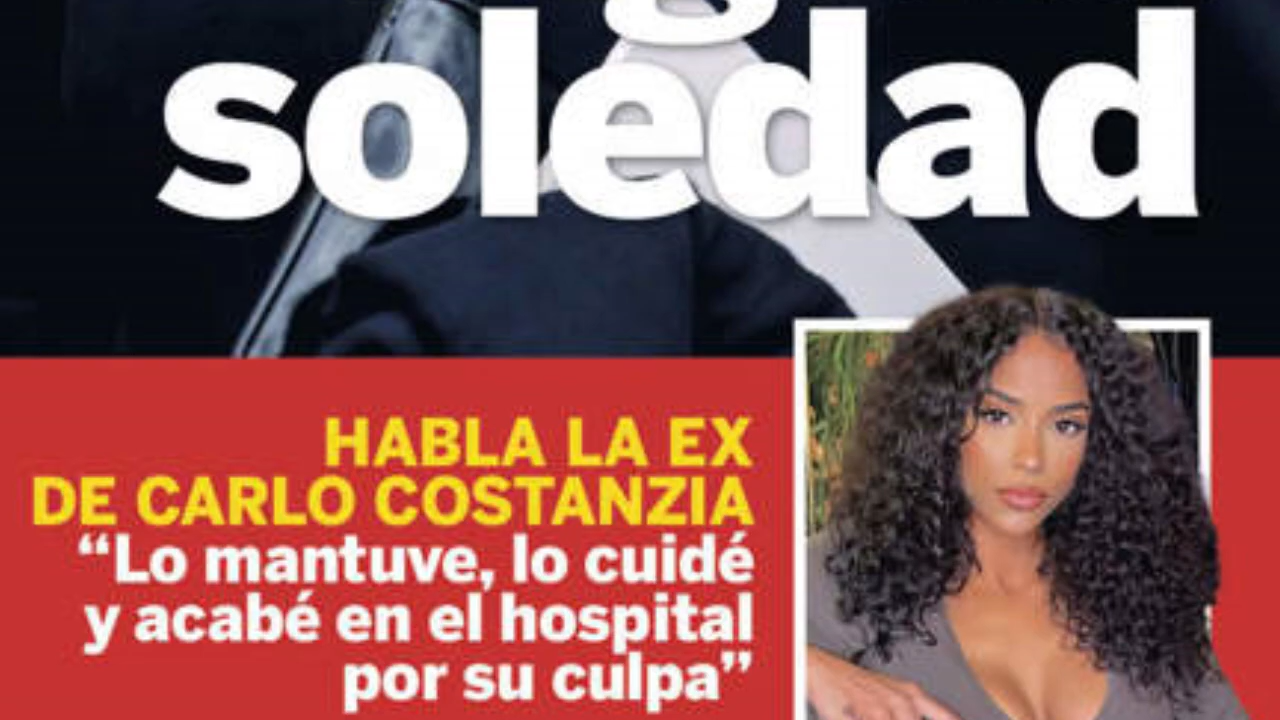 soledad
HABLA LA EX
DE CARLO COSTANZIA
“Lo mantuve, lo cuidé
y acabé en el hospital
por su culpa”